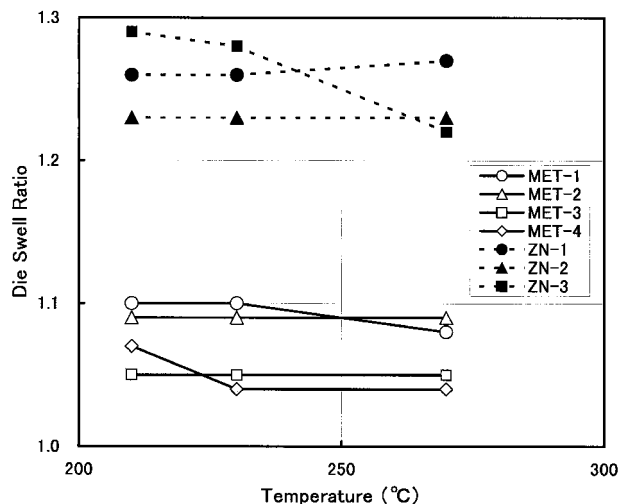 1.3
1.2
1.1
1.0
Die Swell Ratio
MET-1
MET-2
MET-3
MET-4
ZN-1
ZN-2
ZN-3
200
250
300
Temperature (℃)